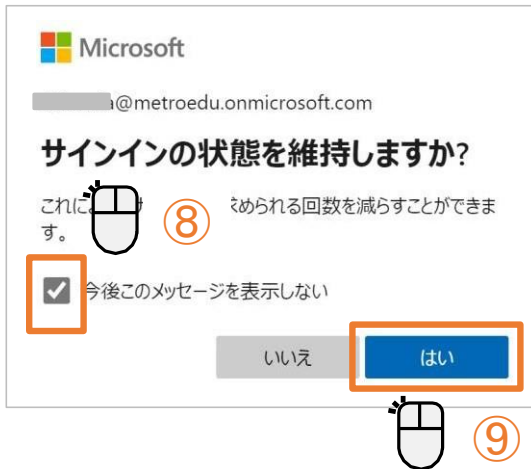 Microsoft
a@metroedu.onmicrosoft.com
サインインの状態を維持しますか?
これに
⑧
められる回数を減らすことができま
す。
今後このメッセージを表示しない
いいえ
はい
⑨